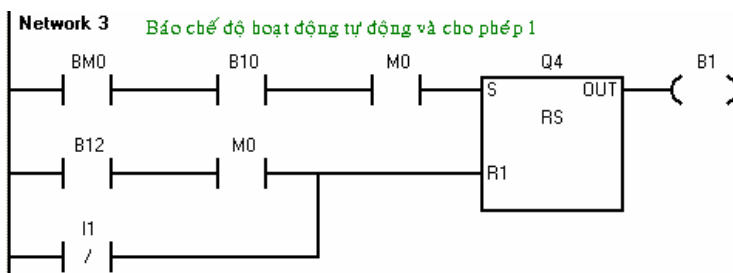 Network 3 Báo chế độ hoạt động tự động và cho phép 1
BM0 B10 M0 Q4 B1
S OUT
RS
B12 M0
R1
I1
/